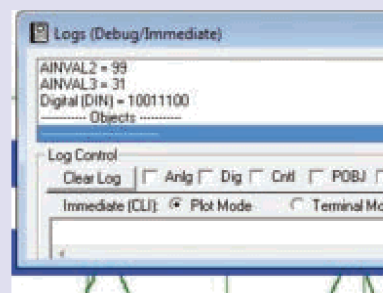 Logs (Debug/Immediate)
AINVAL2 = 99
AINVAL3 = 31
Digital (DIN) = 10011100
---------- Objects ----------
Log Control
Clear Log Anlg Dig Cntl POBJ
Immediate (CLI): Plot Mode Terminal Mo